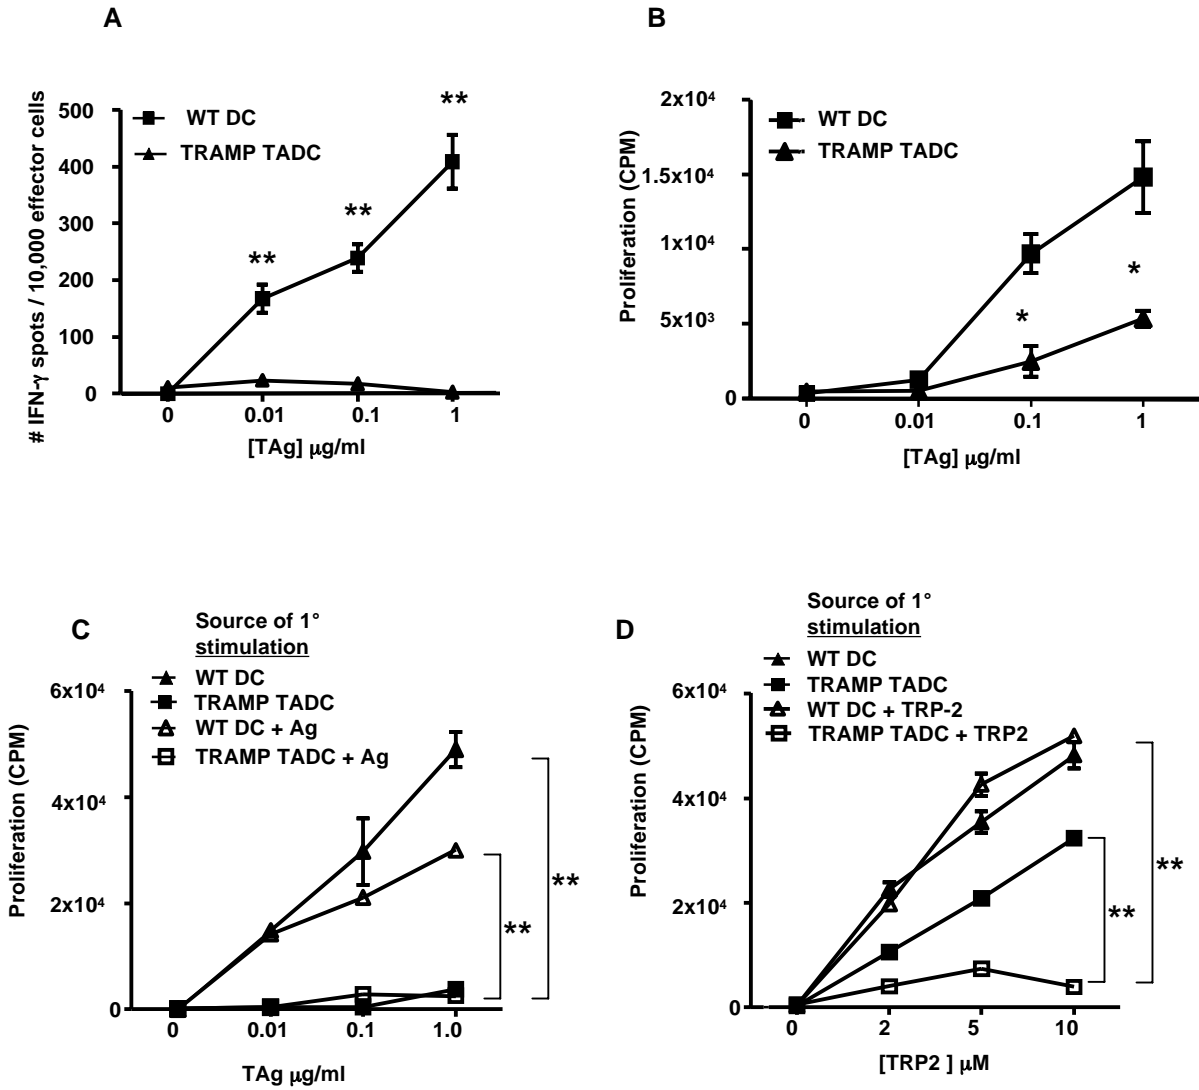 A
# IFN-γ spots / 10,000 effector cells
500
400
300
200
100
0
WT DC
TRAMP TADC
**
**
**
0
0.01
0.1
1
[TAg] μg/ml
B
Proliferation (CPM)
2x10⁴
1.5x10⁴
1x10⁴
5x10³
0
WT DC
TRAMP TADC
*
*
0
0.01
0.1
1
[TAg] μg/ml
C
Source of 1°
stimulation
WT DC
TRAMP TADC
WT DC + Ag
TRAMP TADC + Ag
Proliferation (CPM)
6x10⁴
4x10⁴
2x10⁴
0
**
**
0
0.01
0.1
1.0
TAg μg/ml
D
Source of 1°
stimulation
WT DC
TRAMP TADC
WT DC + TRP-2
TRAMP TADC + TRP2
Proliferation (CPM)
6x10⁴
4x10⁴
2x10⁴
0
**
**
0
2
5
10
[TRP2 ] μM